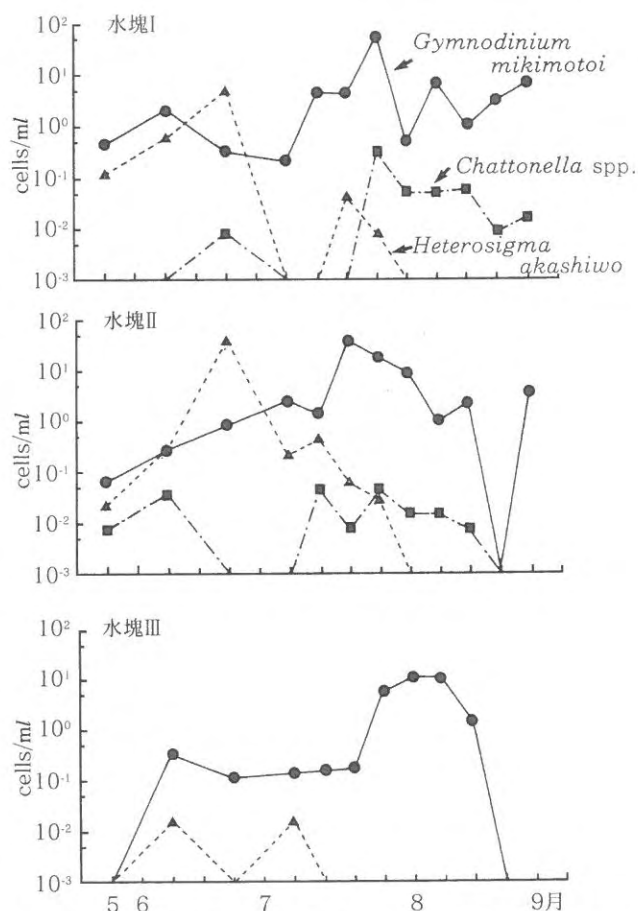 水塊I
cells/ml
10²
10¹
10⁰
10⁻¹
10⁻²
10⁻³
Gymnodinium
mikimotoi
Chattonella spp.
Heterosigma
akashiwo
水塊II
cells/ml
10²
10¹
10⁰
10⁻¹
10⁻²
10⁻³
水塊III
cells/ml
10²
10¹
10⁰
10⁻¹
10⁻²
10⁻³
5 6 7 8 9月